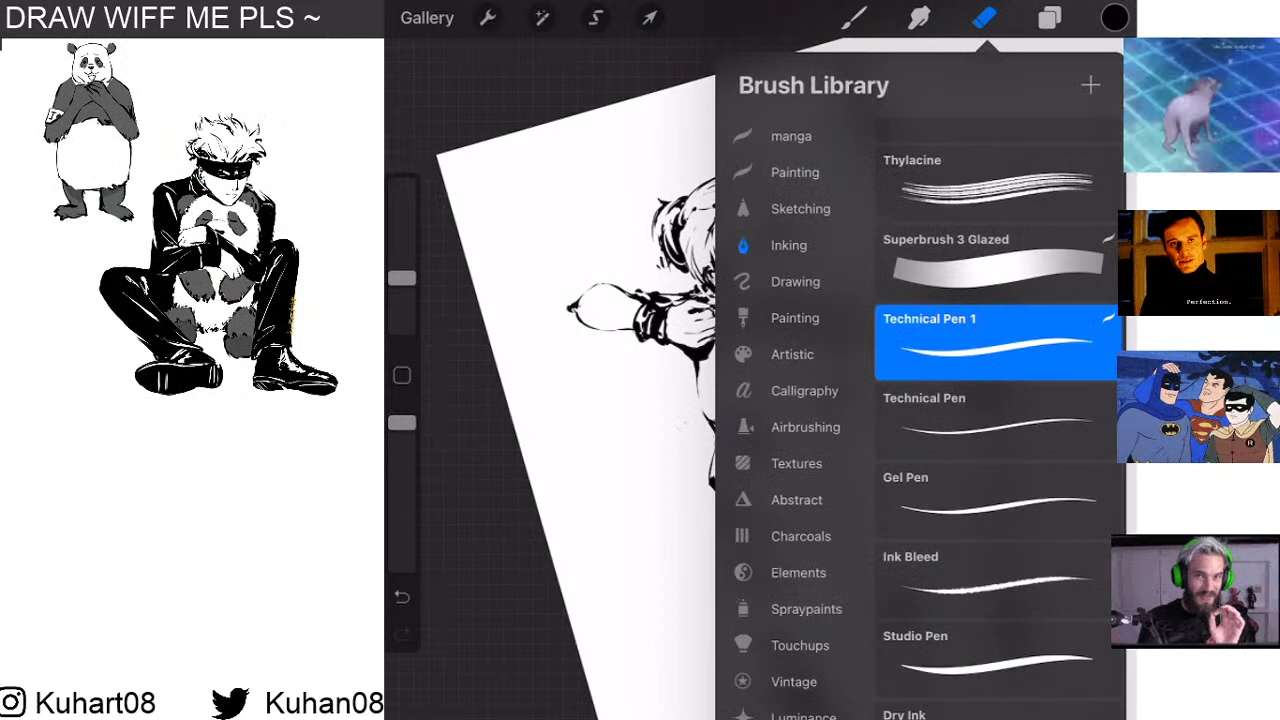 DRAW WIFF ME PLS ~
Gallery
Brush Library
manga
Painting
Sketching
Inking
Drawing
Painting
Artistic
Calligraphy
Airbrushing
Textures
Abstract
Charcoals
Elements
Spraypaints
Touchups
Vintage
Luminance
Thylacine
Superbrush 3 Glazed
Technical Pen 1
Technical Pen
Gel Pen
Ink Bleed
Studio Pen
Dry Ink
Perfection.
R
Kuhart08
Kuhan08